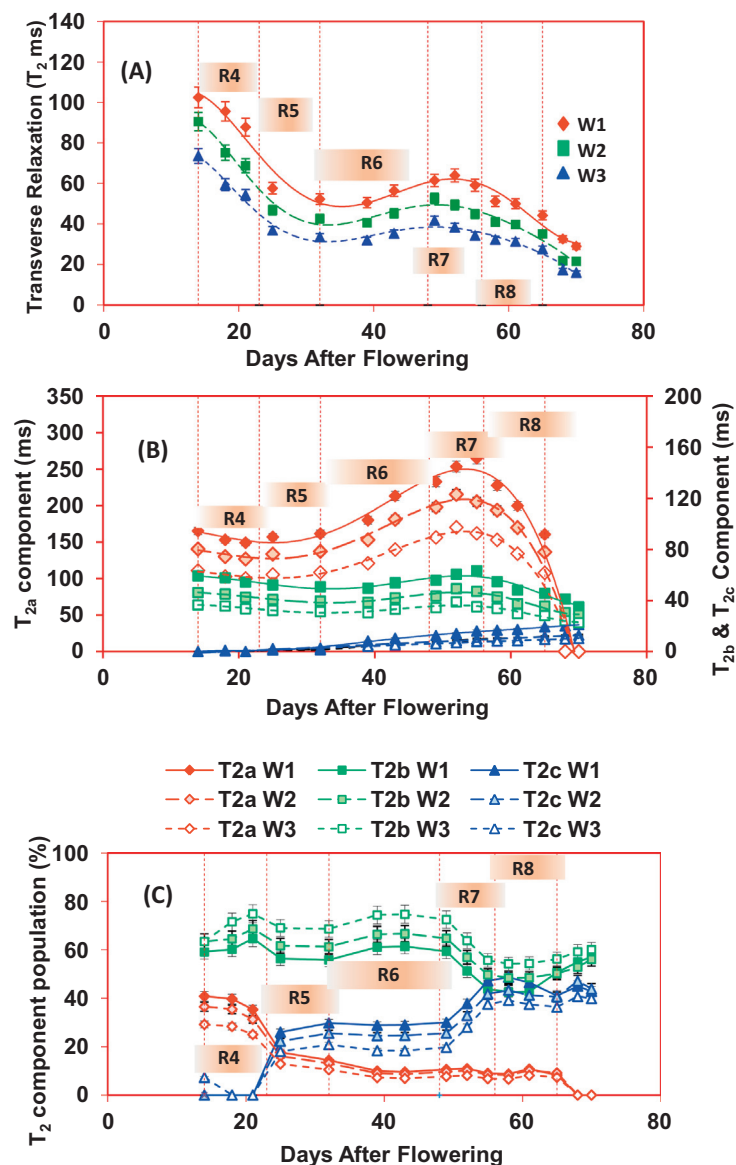 140
120
100
80
60
40
20
0
Transverse Relaxation (T2 ms)
(A)
R4
R5
R6
R7
R8
W1
W2
W3
0 20 40 60 80
Days After Flowering
350
300
250
200
150
100
50
0
T2a component (ms)
(B)
R4
R5
R6
R7
R8
200
160
120
80
40
0
T2b & T2c Component (ms)
0 20 40 60 80
Days After Flowering
T2a W1 T2b W1 T2c W1
T2a W2 T2b W2 T2c W2
T2a W3 T2b W3 T2c W3
100
80
60
40
20
0
T2 component population (%)
(C)
R4
R5
R6
R7
R8
0 20 40 60 80
Days After Flowering